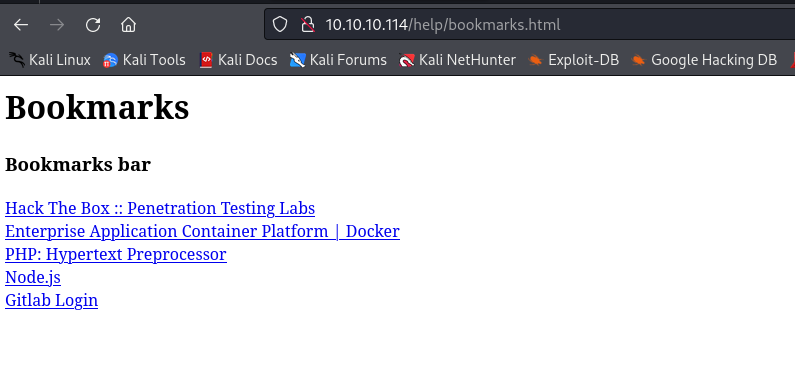 10.10.10.114/help/bookmarks.html
Kali Linux Kali Tools Kali Docs Kali Forums Kali NetHunter Exploit-DB Google Hacking DB
Bookmarks
Bookmarks bar
Hack The Box :: Penetration Testing Labs
Enterprise Application Container Platform | Docker
PHP: Hypertext Preprocessor
Node.js
Gitlab Login